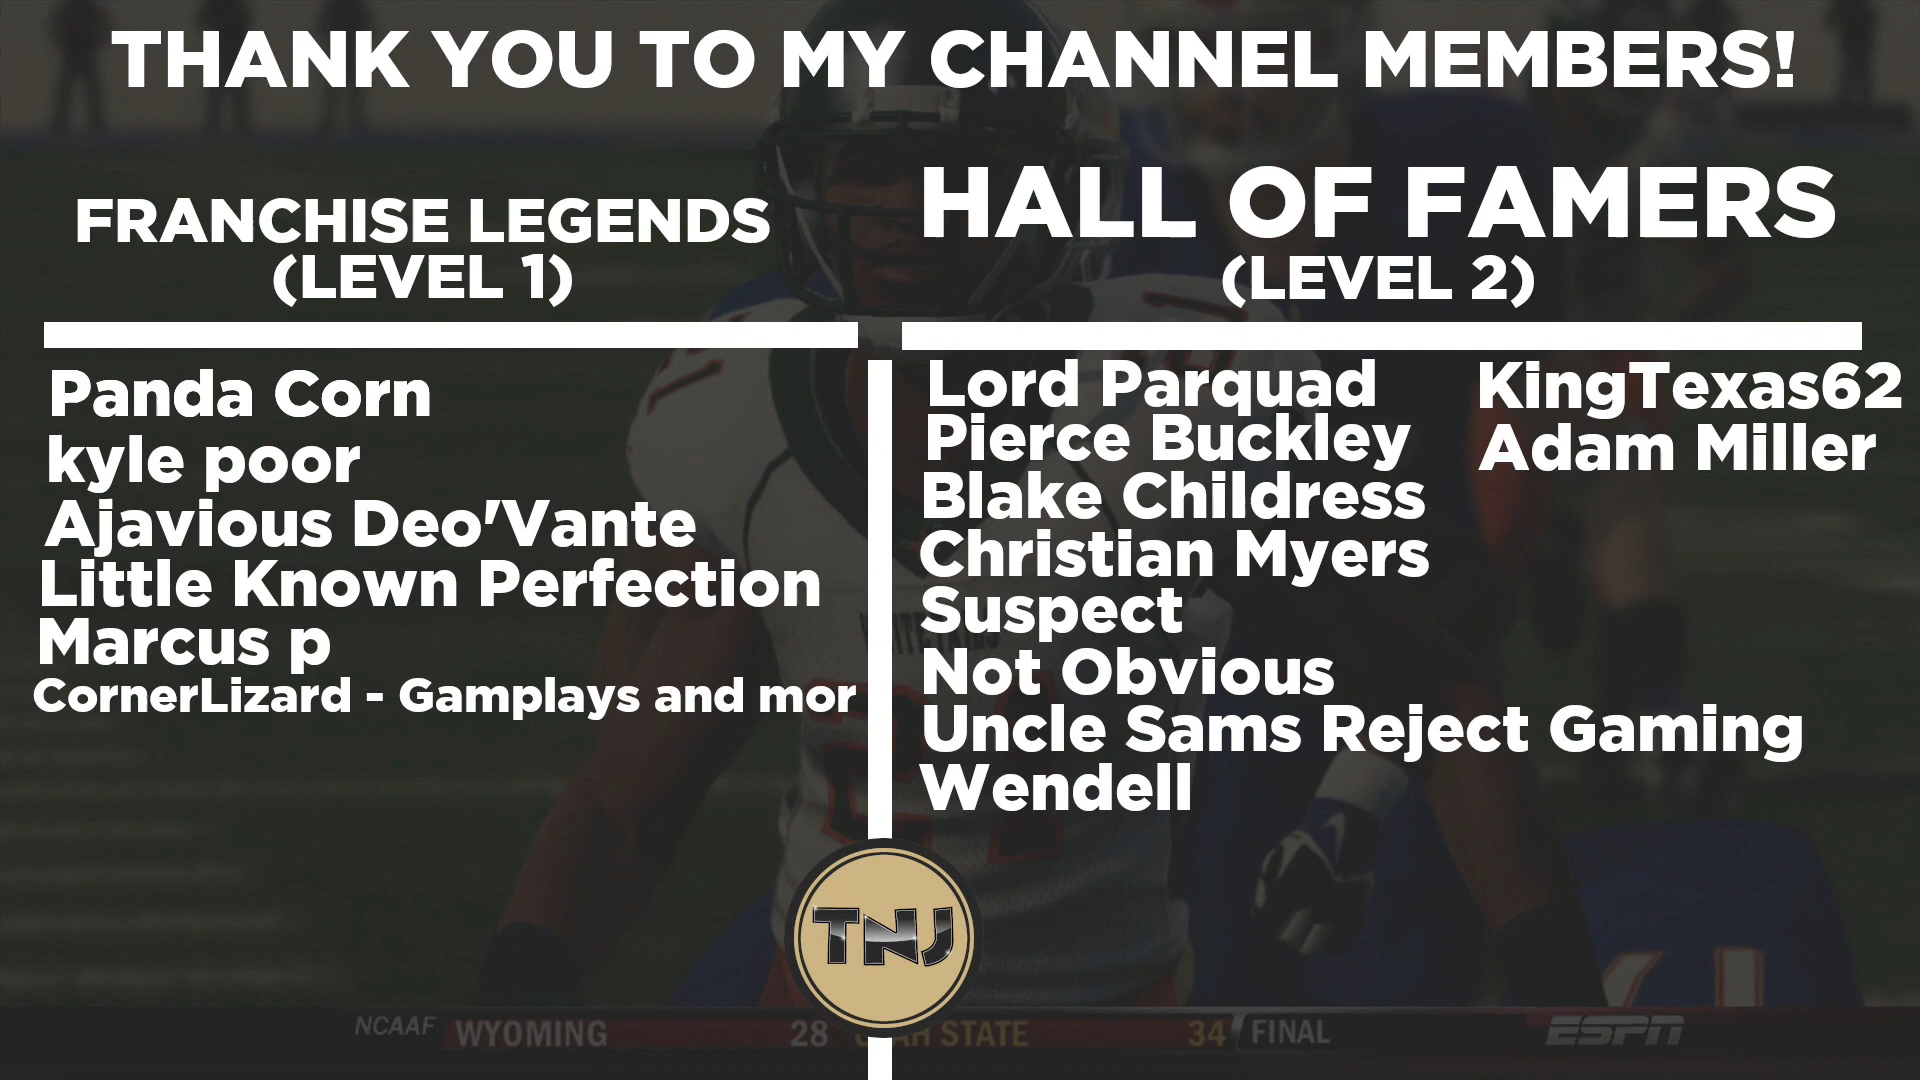 THANK YOU TO MY CHANNEL MEMBERS!
FRANCHISE LEGENDS
(LEVEL 1)
Panda Corn
kyle poor
Ajavious Deo'Vante
Little Known Perfection
Marcus p
CornerLizard - Gamplays and mor
HALL OF FAMERS
(LEVEL 2)
Lord Parquad
Pierce Buckley
Blake Childress
Christian Myers
Suspect
Not Obvious
Uncle Sams Reject Gaming
Wendell
KingTexas62
Adam Miller
TNJ
NCAAF WYOMING 28 STATE 34 FINAL ESPN